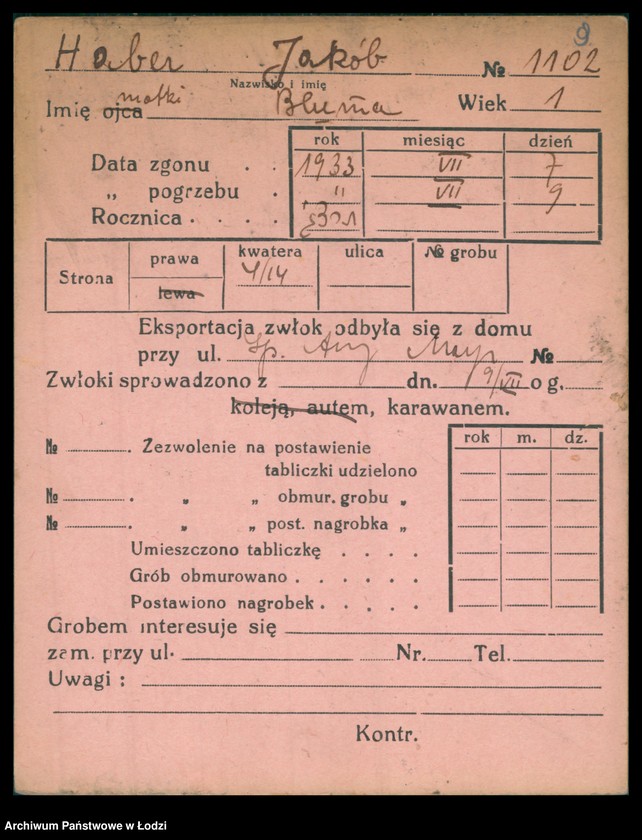 9
Haber Jakób № 1102
Nazwisko i imię
matki
Imię ojca Bluma Wiek 1
rok miesiąc dzień
Data zgonu . . 1933 VII 7
„ pogrzebu . " VII 9
Rocznica . . . .
Strona prawa kwatera ulica № grobu
lewa 4/14
Eksportacja zwłok odbyła się z domu
przy ul. Sp. Anny Maryi №
Zwłoki sprowadzono z dn. 9/VII o g.
koleją, autem, karawanem.
rok m. dz.
№ . Zezwolenie na postawienie
tabliczki udzielono
№ . „ „ obmur. grobu „
№ . „ „ post. nagrobka „
Umieszczono tabliczkę . . . .
Grób obmurowano . . . . . .
Postawiono nagrobek . . . . .
Grobem interesuje się
zam. przy ul. Nr. Tel.
Uwagi :
Kontr.
Archiwum Państwowe w Łodzi